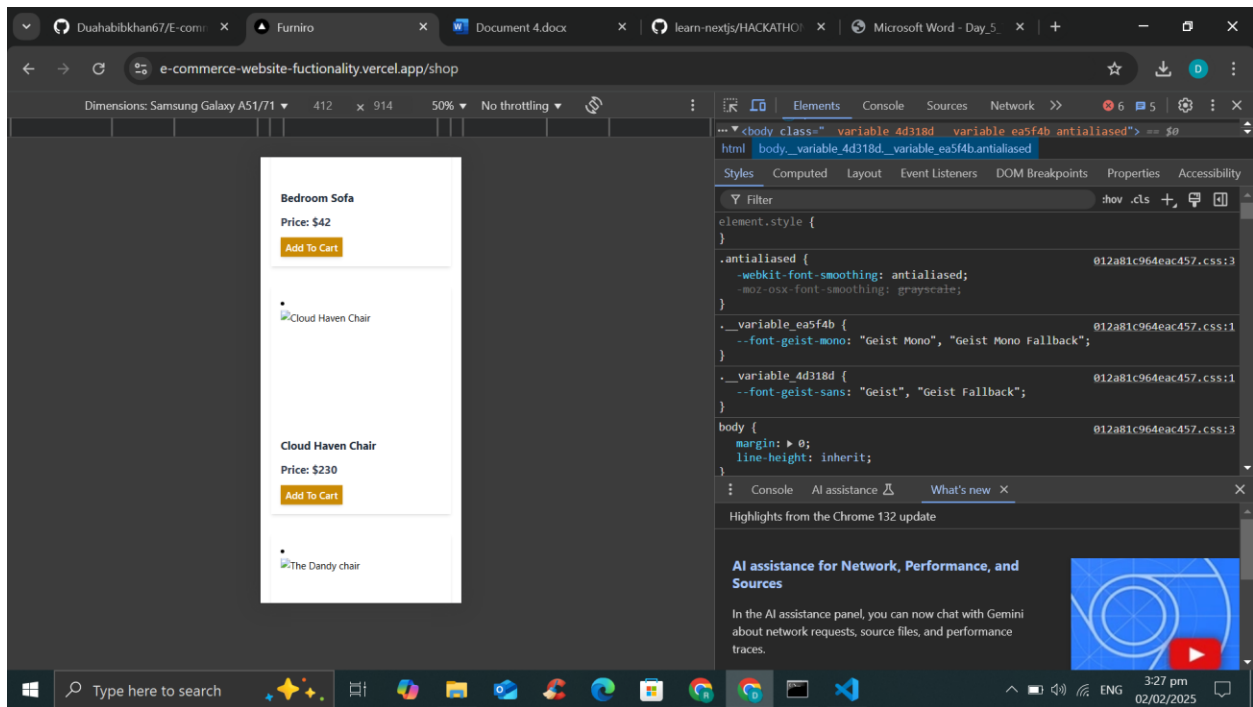 Duahabibkhan67/E-comn
Furniro
Document 4.docx
learn-nextjs/HACKATHO
Microsoft Word - Day_5_
e-commerce-website-fuctionality.vercel.app/shop
D
Dimensions: Samsung Galaxy A51/71 ▼ 412 x 914 50% ▼ No throttling ▼
Elements Console Sources Network >> 6 5
<body class="__variable_4d318d __variable_ea5f4b antialiased"> == $0
html body.__variable_4d318d.__variable_ea5f4b.antialiased
Styles Computed Layout Event Listeners DOM Breakpoints Properties Accessibility
Filter :hov .cls
element.style {
}
.antialiased { 012a81c964eac457.css:3
-webkit-font-smoothing: antialiased;
-moz-osx-font-smoothing: grayscale;
}
.__variable_ea5f4b { 012a81c964eac457.css:1
--font-geist-mono: "Geist Mono", "Geist Mono Fallback";
}
.__variable_4d318d { 012a81c964eac457.css:1
--font-geist-sans: "Geist", "Geist Fallback";
}
body { 012a81c964eac457.css:3
margin: ▶ 0;
line-height: inherit;
}
Bedroom Sofa
Price: $42
Add To Cart
Cloud Haven Chair
Cloud Haven Chair
Price: $230
Add To Cart
The Dandy chair
Console AI assistance What's new
Highlights from the Chrome 132 update
AI assistance for Network, Performance, and
Sources
In the AI assistance panel, you can now chat with Gemini
about network requests, source files, and performance
traces.
Type here to search
ENG
3:27 pm
02/02/2025